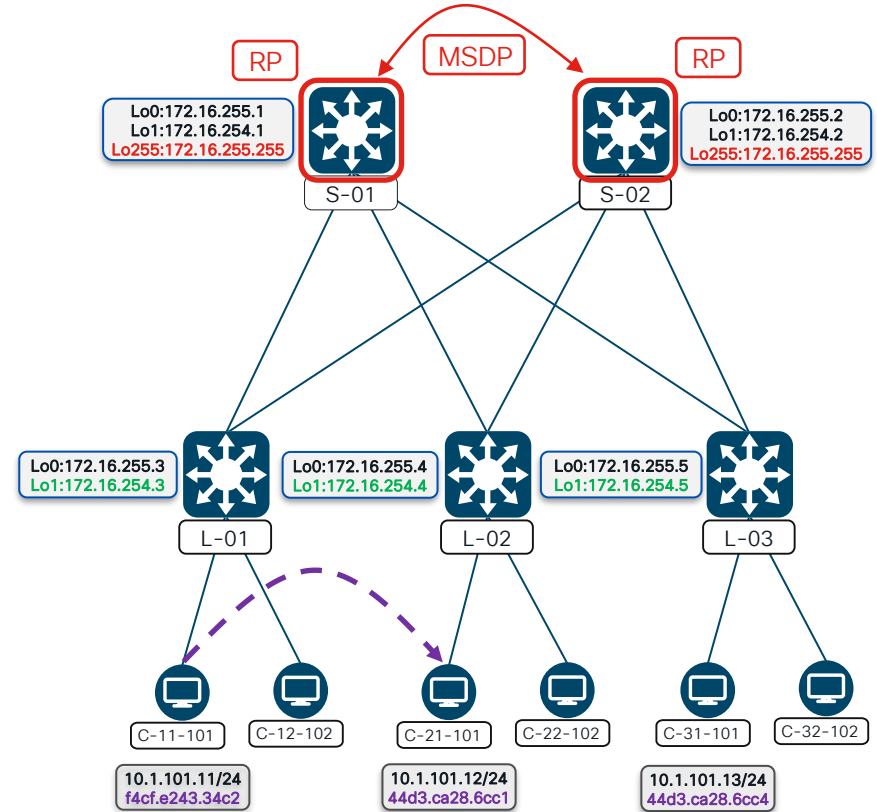 MSDP
RP
RP
Lo0:172.16.255.1
Lo1:172.16.254.1
Lo255:172.16.255.255
Lo0:172.16.255.2
Lo1:172.16.254.2
Lo255:172.16.255.255
S-01
S-02
Lo0:172.16.255.3
Lo1:172.16.254.3
Lo0:172.16.255.4
Lo1:172.16.254.4
Lo0:172.16.255.5
Lo1:172.16.254.5
L-01
L-02
L-03
C-11-101
C-12-102
C-21-101
C-22-102
C-31-101
C-32-102
10.1.101.11/24
f4cf.e243.34c2
10.1.101.12/24
44d3.ca28.6cc1
10.1.101.13/24
44d3.ca28.6cc4